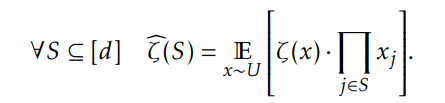 ∀S ⊆ [d]  ζ̂(S) = 𝔼_{x∼U} [ ζ(x) · ∏_{j∈S} x_j ].